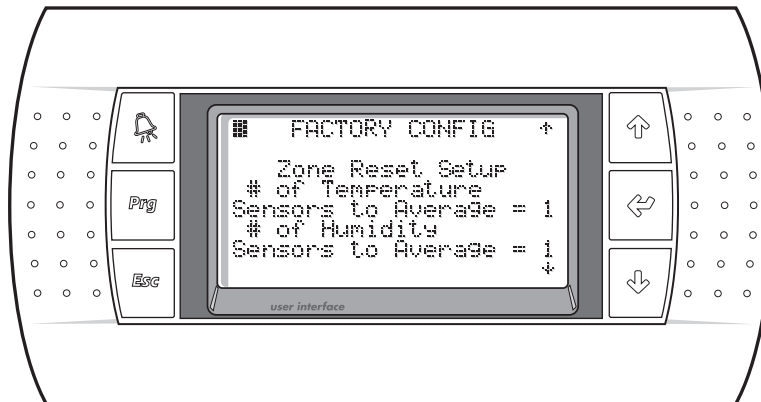 FACTORY CONFIG ↑
Zone Reset Setup
# of Temperature
Sensors to Average = 1
# of Humidity
Sensors to Average = 1
↓
Prg
Esc
user interface